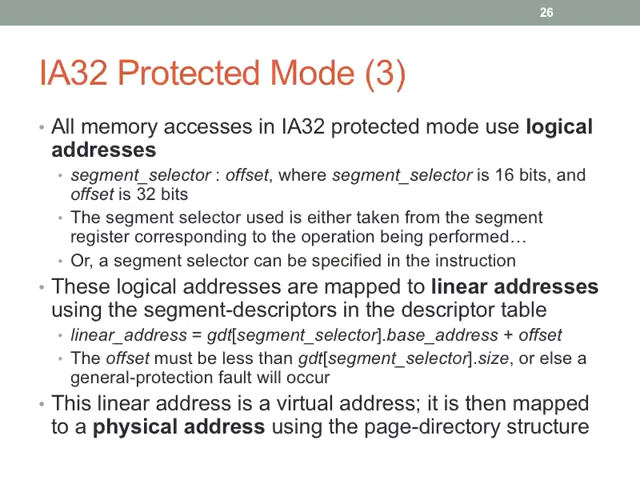 26
IA32 Protected Mode (3)
• All memory accesses in IA32 protected mode use logical
addresses
• segment_selector : offset, where segment_selector is 16 bits, and
offset is 32 bits
• The segment selector used is either taken from the segment
register corresponding to the operation being performed…
• Or, a segment selector can be specified in the instruction
• These logical addresses are mapped to linear addresses
using the segment-descriptors in the descriptor table
• linear_address = gdt[segment_selector].base_address + offset
• The offset must be less than gdt[segment_selector].size, or else a
general-protection fault will occur
• This linear address is a virtual address; it is then mapped
to a physical address using the page-directory structure